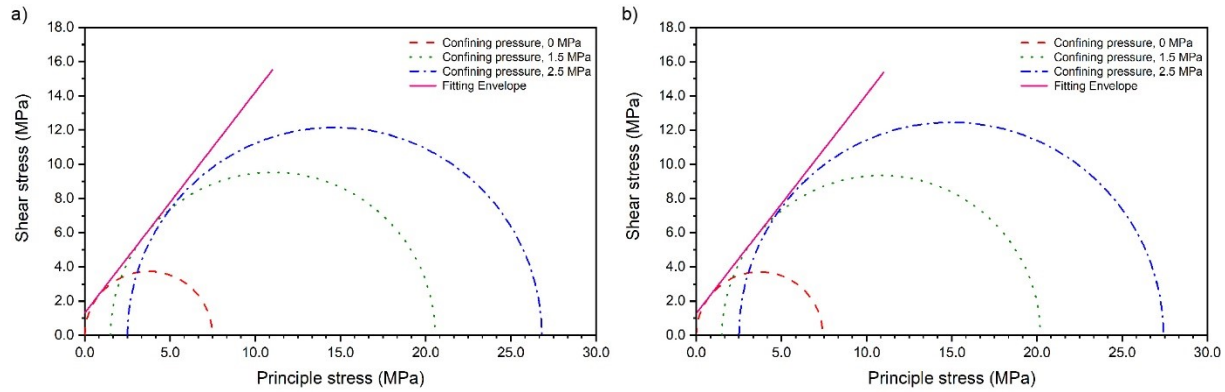 a)
18.0
16.0
14.0
12.0
10.0
8.0
6.0
4.0
2.0
0.0
Shear stress (MPa)
Confining pressure, 0 MPa
Confining pressure, 1.5 MPa
Confining pressure, 2.5 MPa
Fitting Envelope
0.0 5.0 10.0 15.0 20.0 25.0 30.0
Principle stress (MPa)
b)
18.0
16.0
14.0
12.0
10.0
8.0
6.0
4.0
2.0
0.0
Shear stress (MPa)
Confining pressure, 0 MPa
Confining pressure, 1.5 MPa
Confining pressure, 2.5 MPa
Fitting Envelope
0.0 5.0 10.0 15.0 20.0 25.0 30.0
Principle stress (MPa)